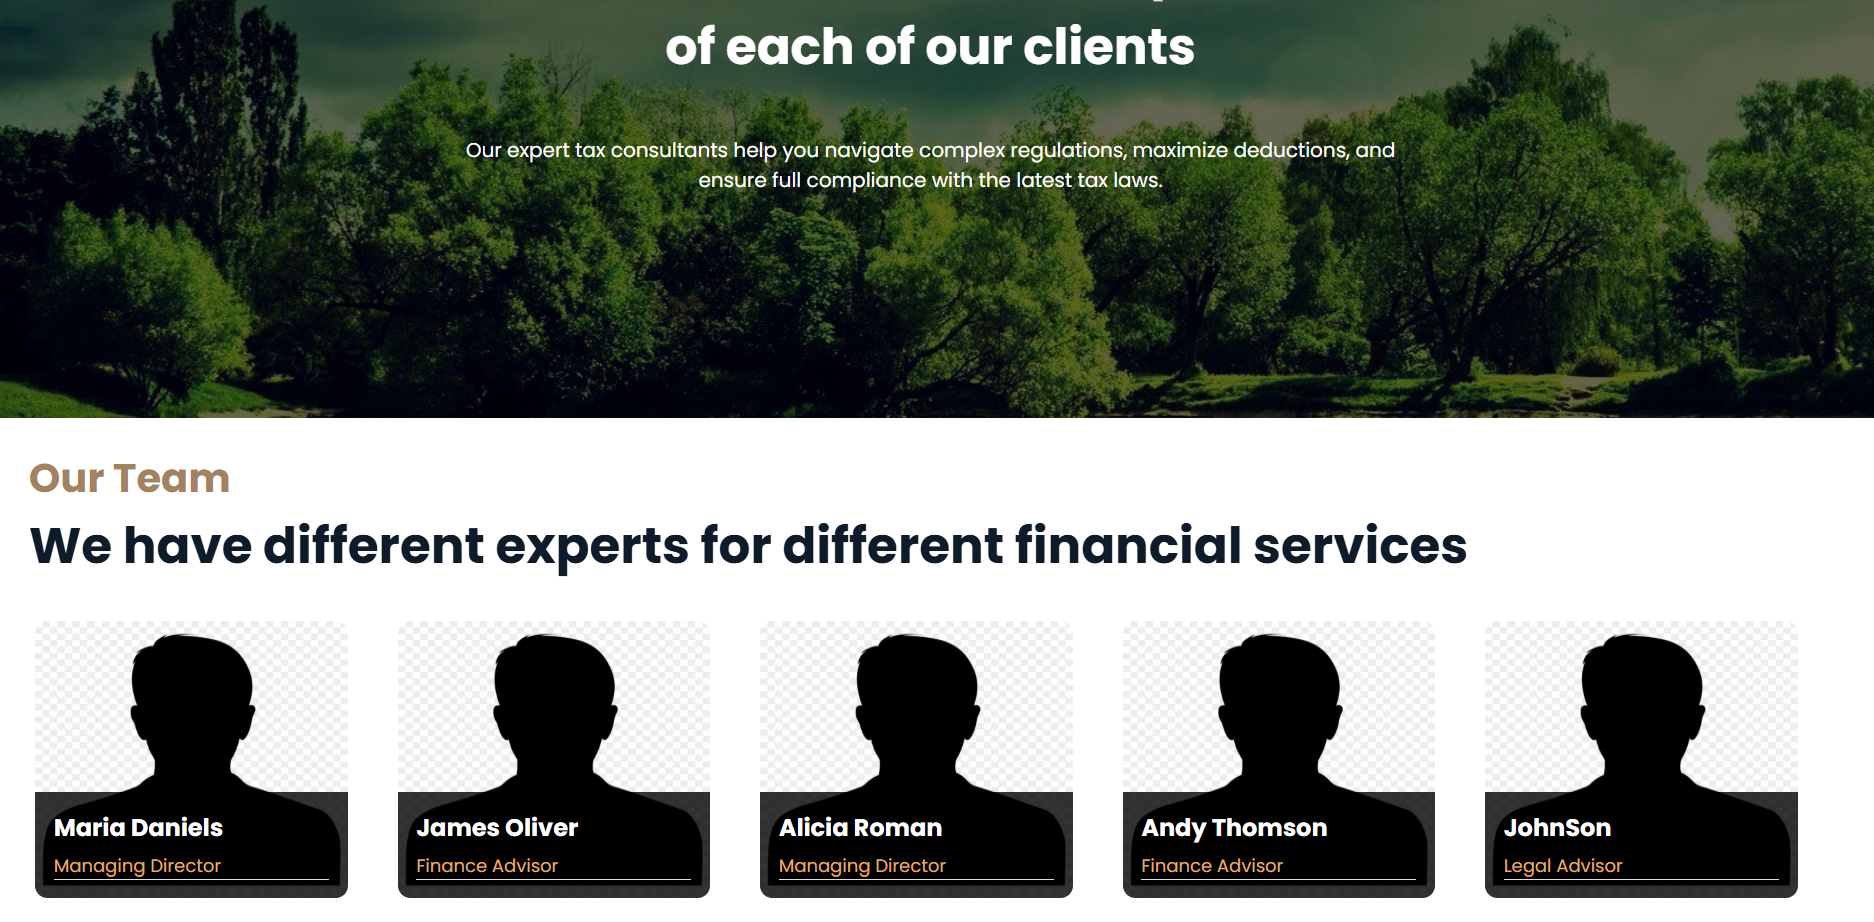 of each of our clients
Our expert tax consultants help you navigate complex regulations, maximize deductions, and
ensure full compliance with the latest tax laws.
Our Team
We have different experts for different financial services
Maria Daniels
Managing Director
James Oliver
Finance Advisor
Alicia Roman
Managing Director
Andy Thomson
Finance Advisor
JohnSon
Legal Advisor